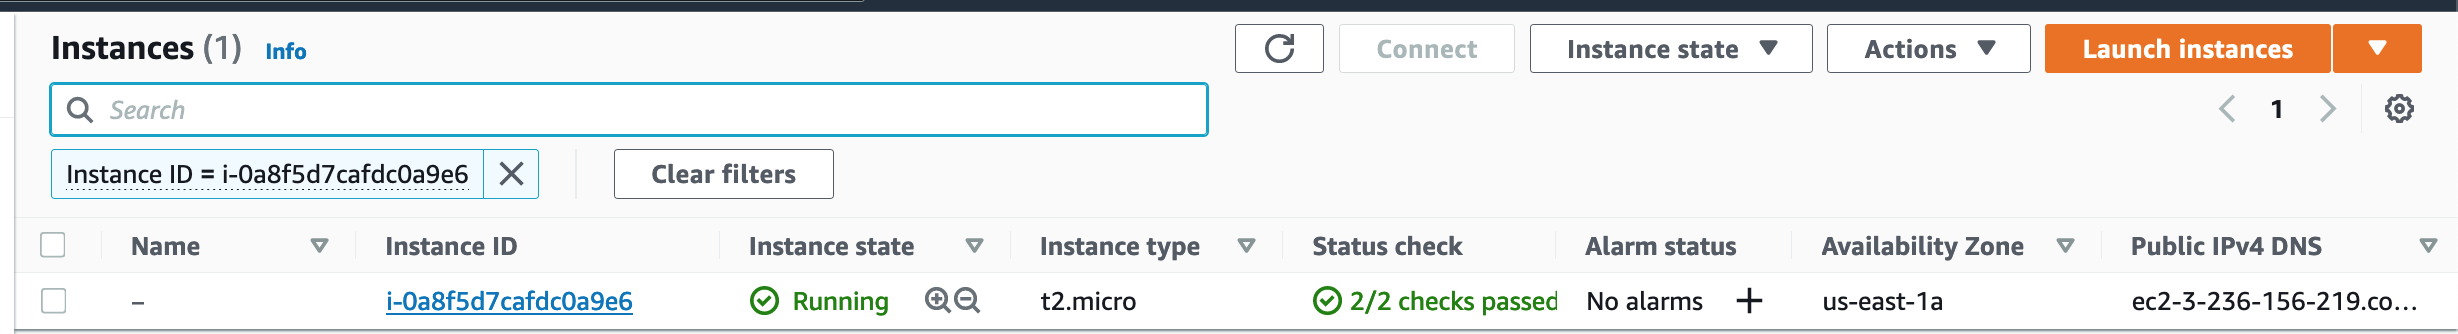 Instances (1) Info
Connect Instance state Actions Launch instances
Search
1
Instance ID = i-0a8f5d7cafdc0a9e6 Clear filters
Name Instance ID Instance state Instance type Status check Alarm status Availability Zone Public IPv4 DNS
– i-0a8f5d7cafdc0a9e6 Running t2.micro 2/2 checks passed No alarms + us-east-1a ec2-3-236-156-219.co...